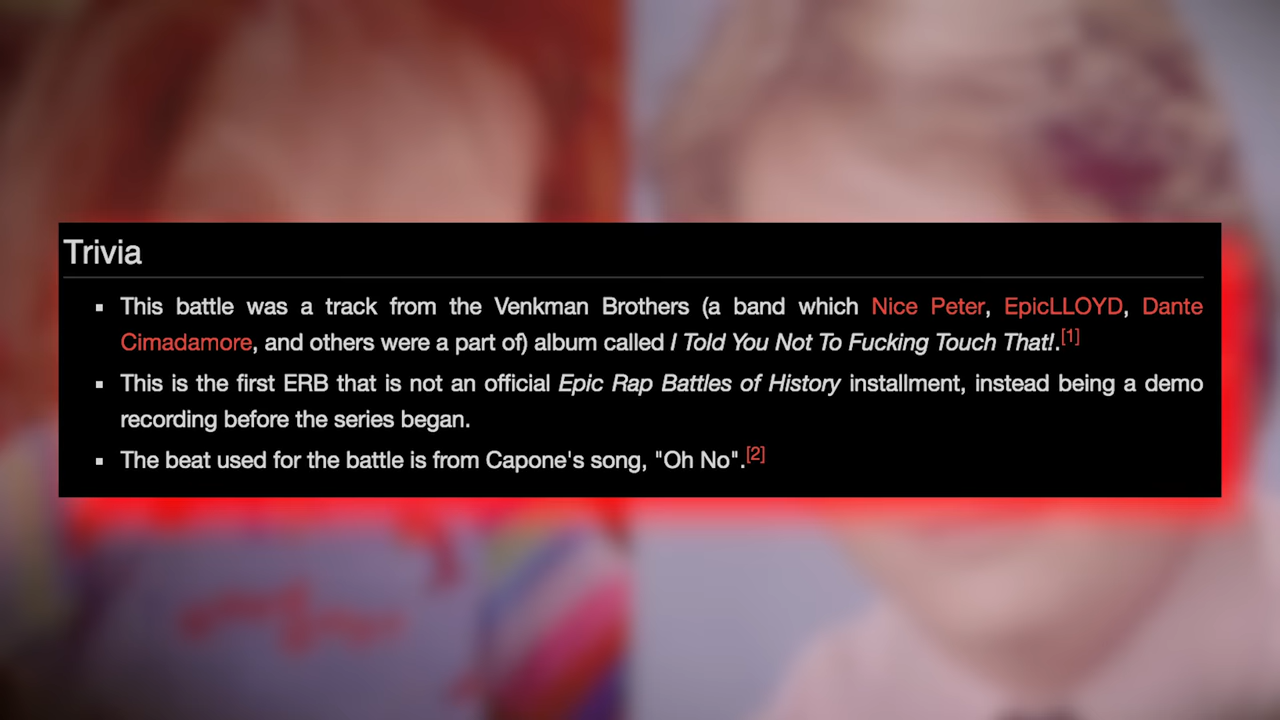 Trivia
This battle was a track from the Venkman Brothers (a band which Nice Peter, EpicLLOYD, Dante
Cimadamore, and others were a part of) album called I Told You Not To Fucking Touch That!.[1]
This is the first ERB that is not an official Epic Rap Battles of History installment, instead being a demo
recording before the series began.
The beat used for the battle is from Capone's song, "Oh No".[2]